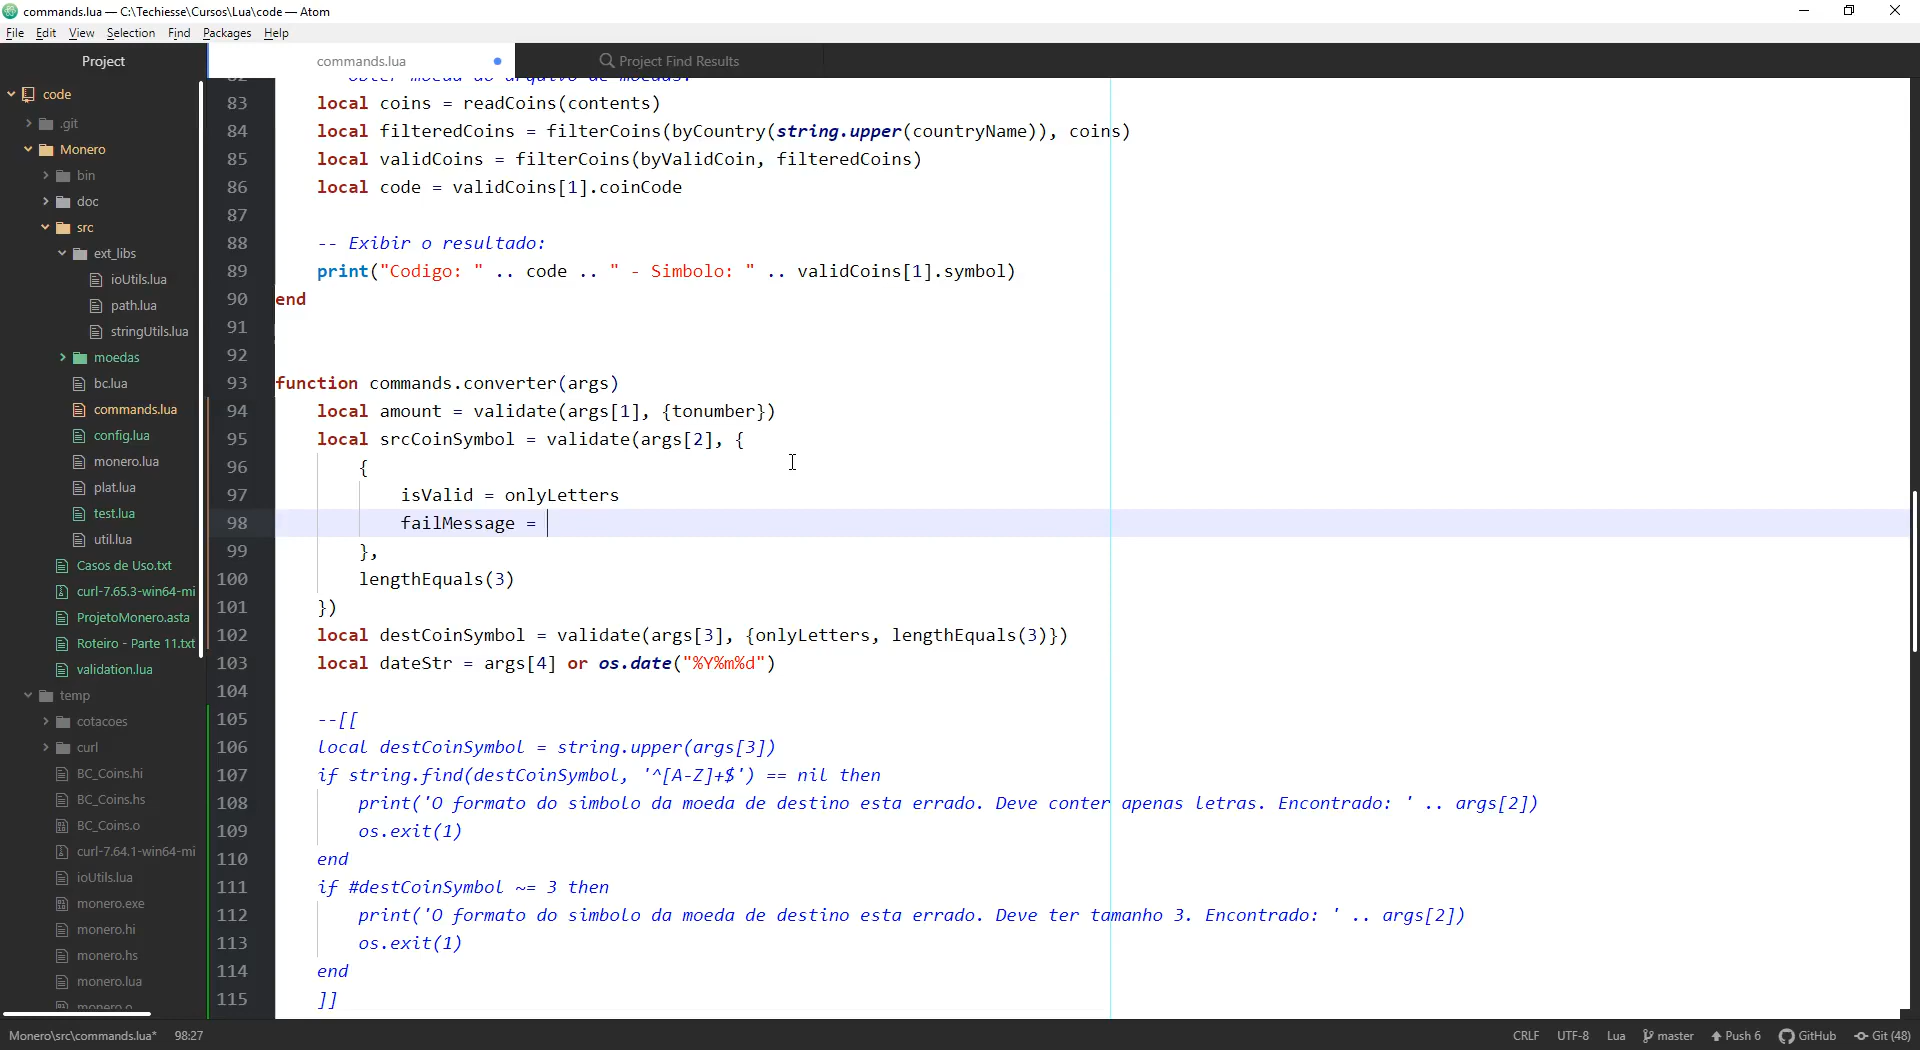 commands.lua — C:\Techiesse\Cursos\Lua\code — Atom
File Edit View Selection Find Packages Help
Project
commands.lua
Project Find Results
code
.git
Monero
bin
doc
src
ext_libs
ioUtils.lua
path.lua
stringUtils.lua
moedas
bc.lua
commands.lua
config.lua
monero.lua
plat.lua
test.lua
util.lua
Casos de Uso.txt
curl-7.65.3-win64-mi
ProjetoMonero.asta
Roteiro - Parte 11.txt
validation.lua
temp
cotacoes
curl
BC_Coins.hi
BC_Coins.hs
BC_Coins.o
curl-7.64.1-win64-mi
ioUtils.lua
monero.exe
monero.hi
monero.hs
monero.lua
monero.o
82 obter moeda do arquivo de moedas:
83 local coins = readCoins(contents)
84 local filteredCoins = filterCoins(byCountry(string.upper(countryName)), coins)
85 local validCoins = filterCoins(byValidCoin, filteredCoins)
86 local code = validCoins[1].coinCode
87
88 -- Exibir o resultado:
89 print("Codigo: " .. code .. " - Simbolo: " .. validCoins[1].symbol)
90 end
91
92
93 function commands.converter(args)
94 local amount = validate(args[1], {tonumber})
95 local srcCoinSymbol = validate(args[2], {
96 {
97 isValid = onlyLetters
98 failMessage =
99 },
100 lengthEquals(3)
101 })
102 local destCoinSymbol = validate(args[3], {onlyLetters, lengthEquals(3)})
103 local dateStr = args[4] or os.date("%Y%m%d")
104
105 --[[
106 local destCoinSymbol = string.upper(args[3])
107 if string.find(destCoinSymbol, '^[A-Z]+$') == nil then
108 print('O formato do simbolo da moeda de destino esta errado. Deve conter apenas letras. Encontrado: ' .. args[2])
109 os.exit(1)
110 end
111 if #destCoinSymbol ~= 3 then
112 print('O formato do simbolo da moeda de destino esta errado. Deve ter tamanho 3. Encontrado: ' .. args[2])
113 os.exit(1)
114 end
115 ]]
Monero\src\commands.lua* 98:27
CRLF UTF-8 Lua master Push 6 GitHub Git (48)